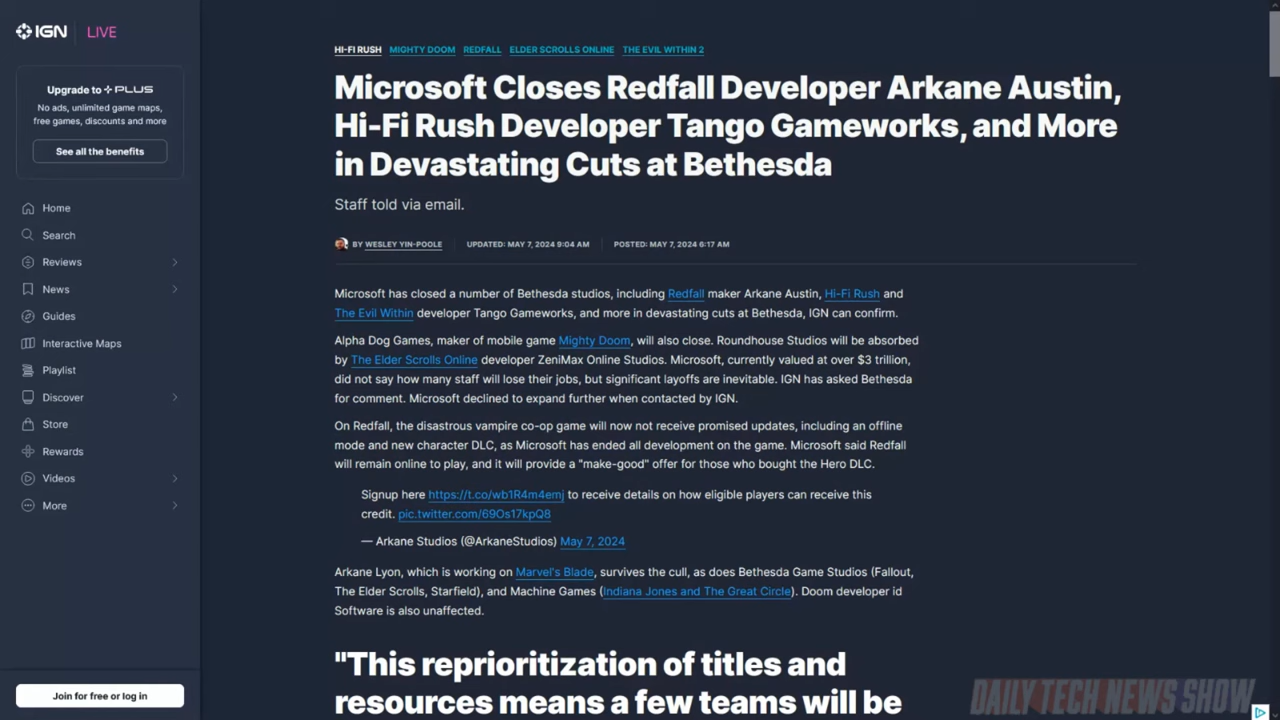 IGN LIVE
Upgrade to PLUS
No ads, unlimited game maps,
free games, discounts and more
See all the benefits
Home
Search
Reviews
News
Guides
Interactive Maps
Playlist
Discover
Store
Rewards
Videos
More
Join for free or log in
HI-FI RUSH MIGHTY DOOM REDFALL ELDER SCROLLS ONLINE THE EVIL WITHIN 2
Microsoft Closes Redfall Developer Arkane Austin,
Hi-Fi Rush Developer Tango Gameworks, and More
in Devastating Cuts at Bethesda
Staff told via email.
BY WESLEY YIN-POOLE UPDATED: MAY 7, 2024 9:04 AM POSTED: MAY 7, 2024 6:17 AM
Microsoft has closed a number of Bethesda studios, including Redfall maker Arkane Austin, Hi-Fi Rush and
The Evil Within developer Tango Gameworks, and more in devastating cuts at Bethesda, IGN can confirm.
Alpha Dog Games, maker of mobile game Mighty Doom, will also close. Roundhouse Studios will be absorbed
by The Elder Scrolls Online developer ZeniMax Online Studios. Microsoft, currently valued at over $3 trillion,
did not say how many staff will lose their jobs, but significant layoffs are inevitable. IGN has asked Bethesda
for comment. Microsoft declined to expand further when contacted by IGN.
On Redfall, the disastrous vampire co-op game will now not receive promised updates, including an offline
mode and new character DLC, as Microsoft has ended all development on the game. Microsoft said Redfall
will remain online to play, and it will provide a "make-good" offer for those who bought the Hero DLC.
Signup here https://t.co/wb1R4m4emj to receive details on how eligible players can receive this
credit. pic.twitter.com/69Os17kpQ8
— Arkane Studios (@ArkaneStudios) May 7, 2024
Arkane Lyon, which is working on Marvel's Blade, survives the cull, as does Bethesda Game Studios (Fallout,
The Elder Scrolls, Starfield), and Machine Games (Indiana Jones and The Great Circle). Doom developer id
Software is also unaffected.
"This reprioritization of titles and
resources means a few teams will be
DAILY TECH NEWS SHOW